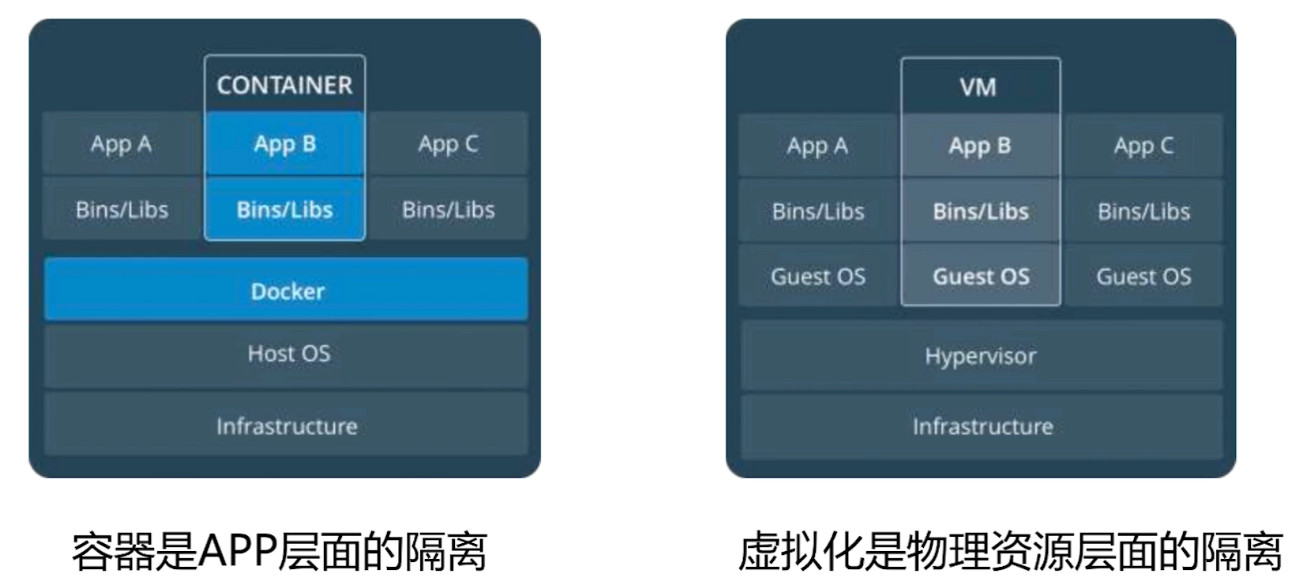 CONTAINER
App A App B App C
Bins/Libs Bins/Libs Bins/Libs
Docker
Host OS
Infrastructure
容器是APP层面的隔离
VM
App A App B App C
Bins/Libs Bins/Libs Bins/Libs
Guest OS Guest OS Guest OS
Hypervisor
Infrastructure
虚拟化是物理资源层面的隔离